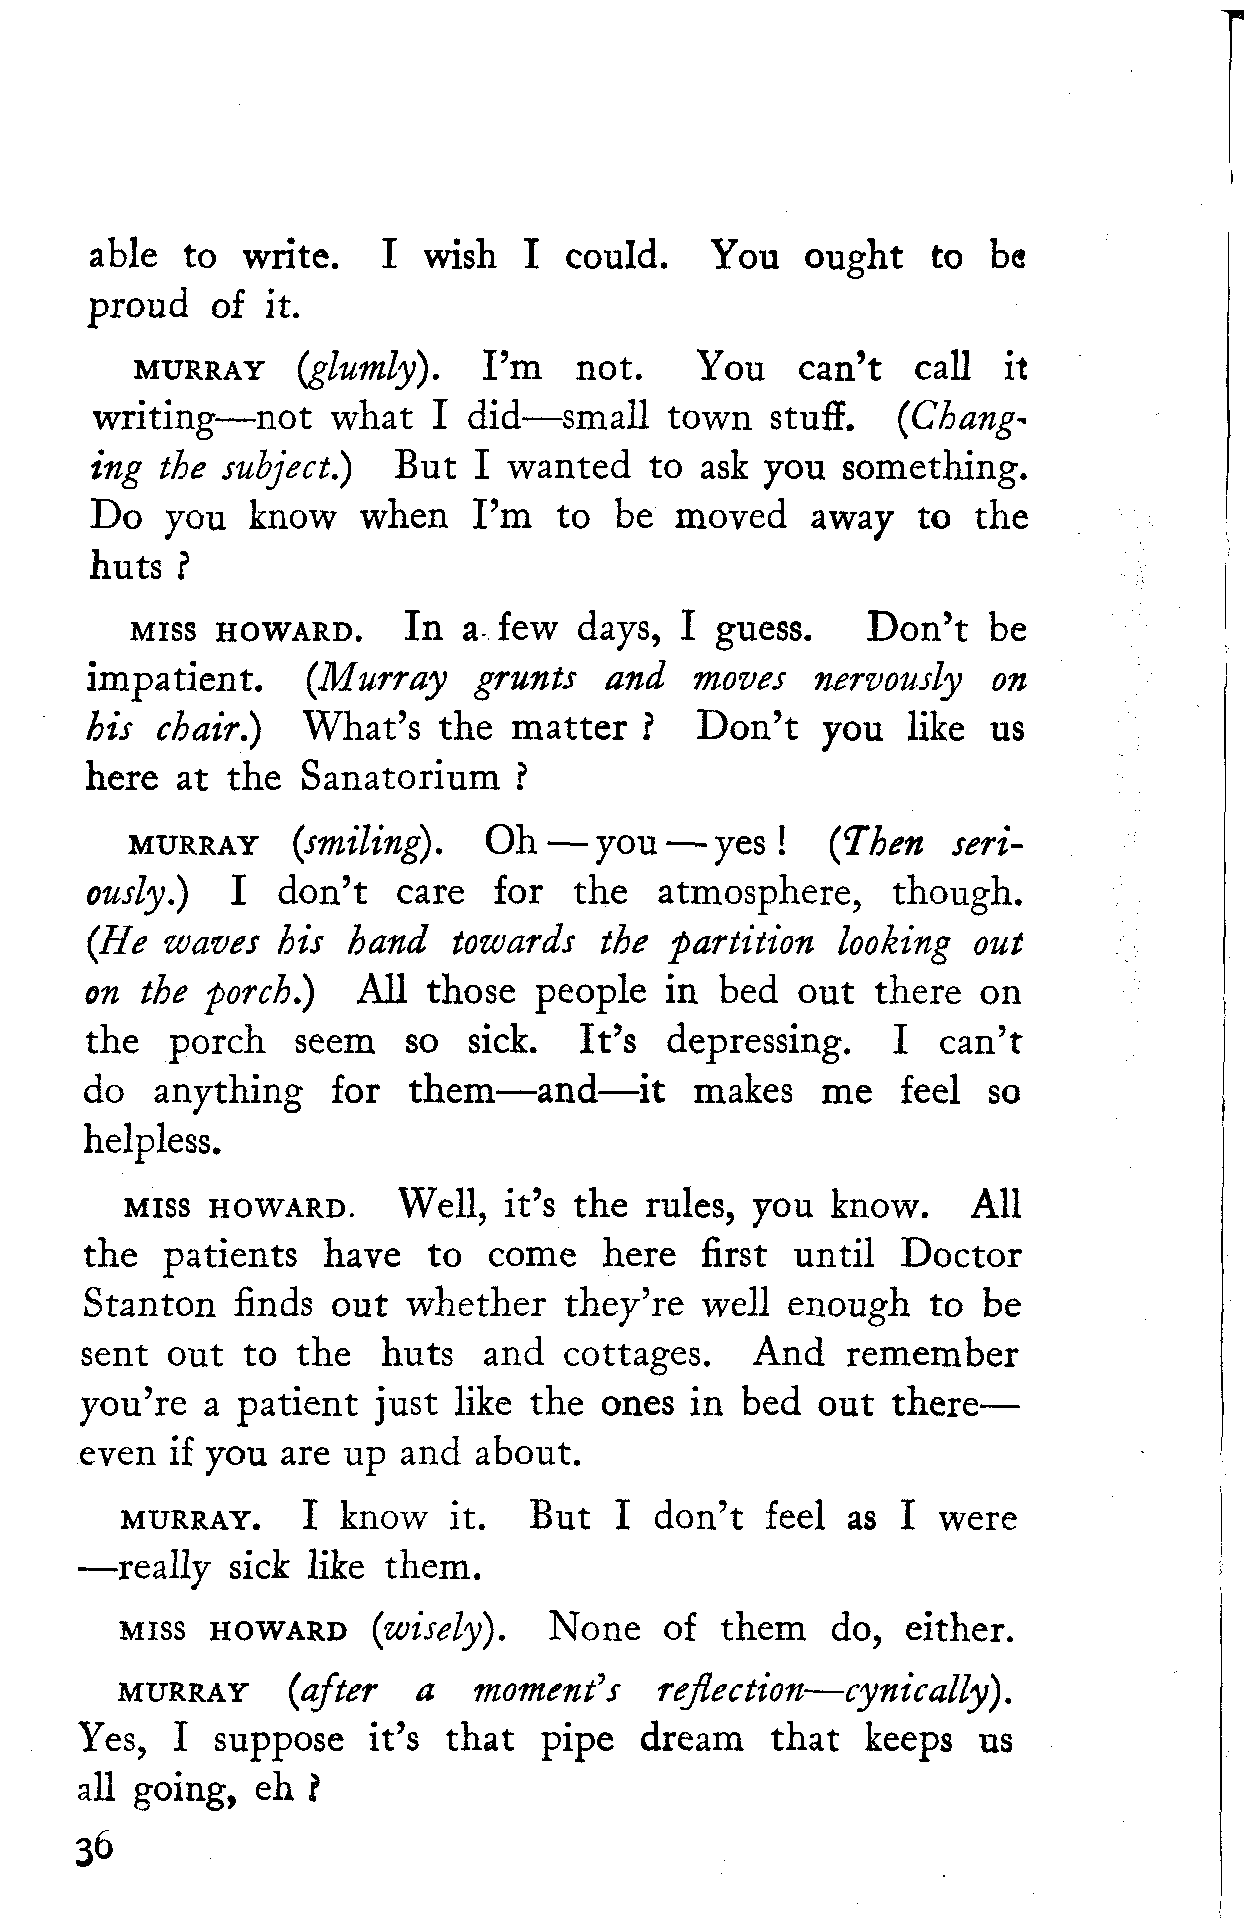 able to write. I wish I could. You ought to be
proud of it.
MURRAY (glumly). I'm not. You can't call it
writing—not what I did—small town stuff. (Chang-
ing the subject.) But I wanted to ask you something.
Do you know when I'm to be moved away to the
huts ?
MISS HOWARD. In a few days, I guess. Don't be
impatient. (Murray grunts and moves nervously on
his chair.) What's the matter ? Don't you like us
here at the Sanatorium ?
MURRAY (smiling). Oh — you — yes ! (Then seri-
ously.) I don't care for the atmosphere, though.
(He waves his hand towards the partition looking out
on the porch.) All those people in bed out there on
the porch seem so sick. It's depressing. I can't
do anything for them—and—it makes me feel so
helpless.
MISS HOWARD. Well, it's the rules, you know. All
the patients have to come here first until Doctor
Stanton finds out whether they're well enough to be
sent out to the huts and cottages. And remember
you're a patient just like the ones in bed out there—
even if you are up and about.
MURRAY. I know it. But I don't feel as I were
—really sick like them.
MISS HOWARD (wisely). None of them do, either.
MURRAY (after a moment's reflection—cynically).
Yes, I suppose it's that pipe dream that keeps us
all going, eh ?
36